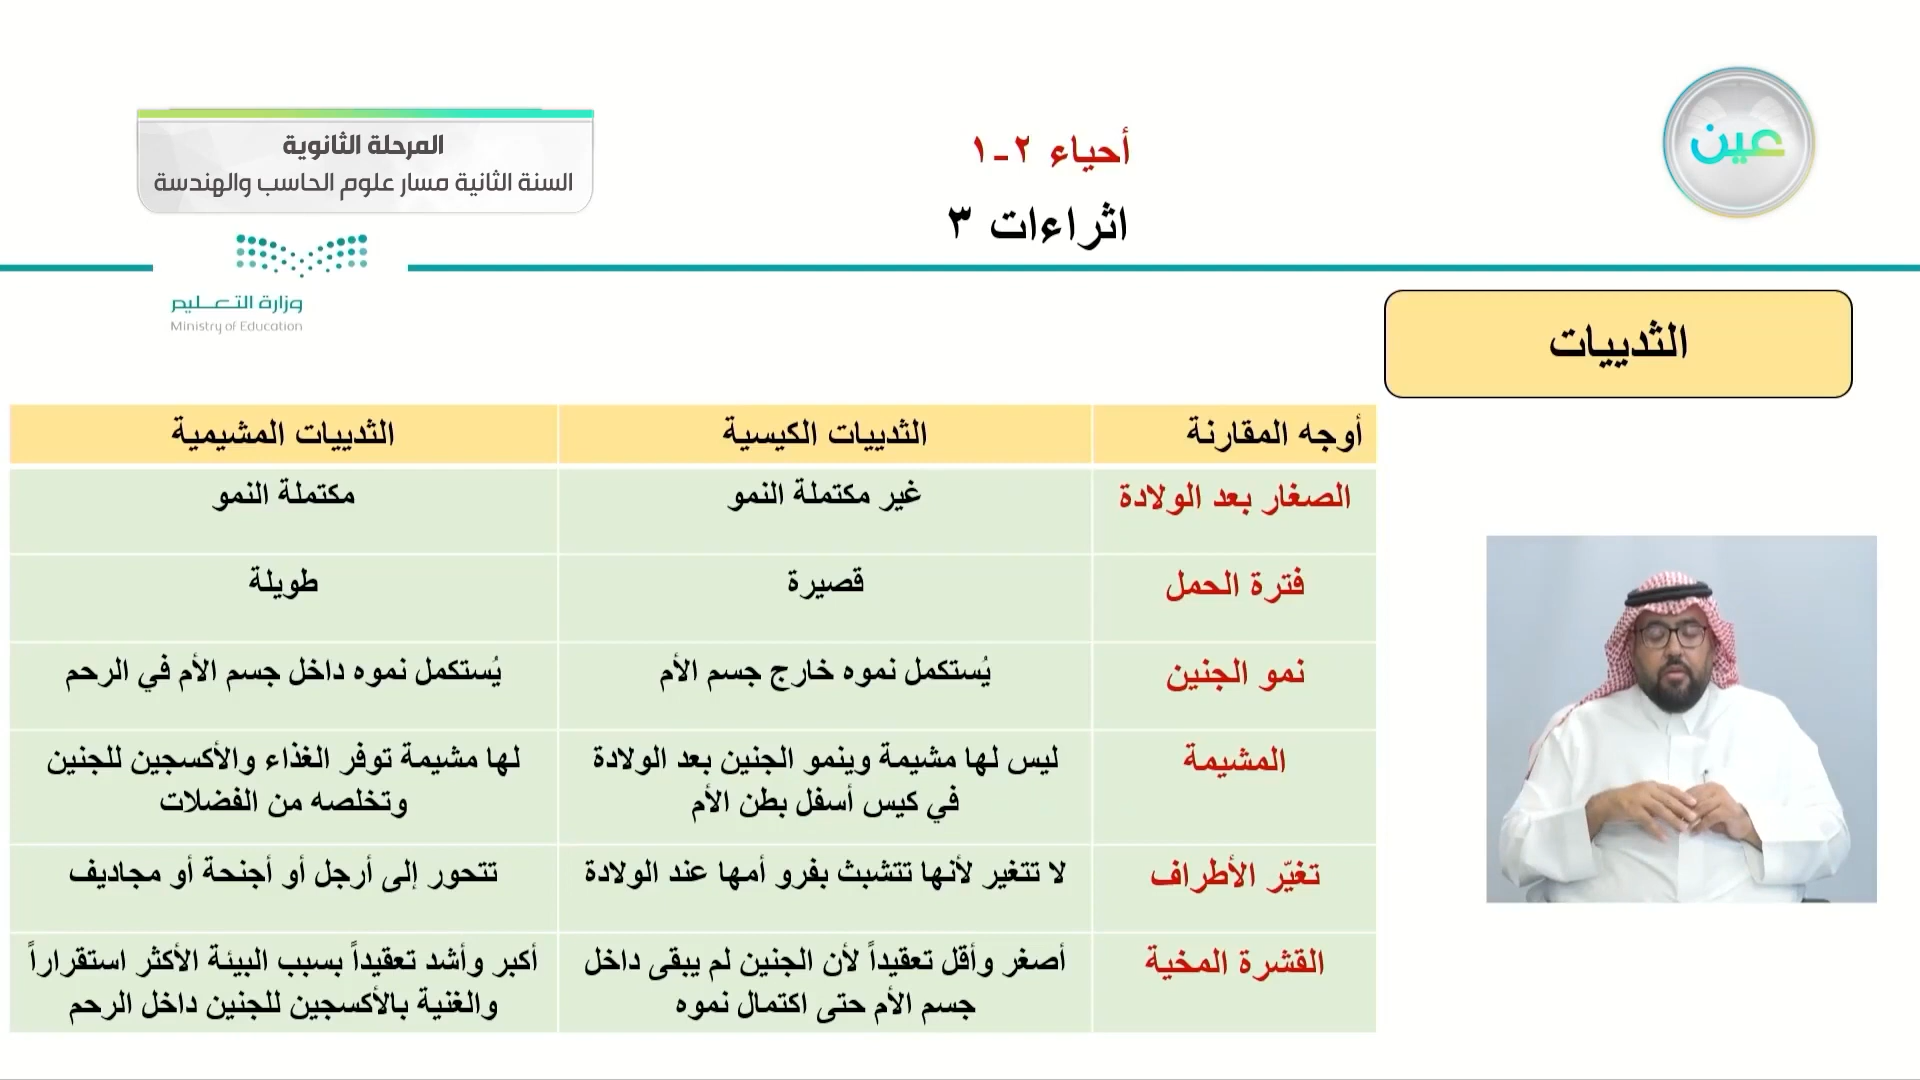 عين
أحياء ٢-١
اثراءات ٣
المرحلة الثانوية
السنة الثانية مسار علوم الحاسب والهندسة
وزارة التعليم
Ministry of Education
الثدييات
أوجه المقارنة
الثدييات الكيسية
الثدييات المشيمية
الصغار بعد الولادة
غير مكتملة النمو
مكتملة النمو
فترة الحمل
قصيرة
طويلة
نمو الجنين
يُستكمل نموه خارج جسم الأم
يُستكمل نموه داخل جسم الأم في الرحم
المشيمة
ليس لها مشيمة وينمو الجنين بعد الولادة
في كيس أسفل بطن الأم
لها مشيمة توفر الغذاء والأكسجين للجنين
وتخلصه من الفضلات
تغيّر الأطراف
لا تتغير لأنها تتشبث بفرو أمها عند الولادة
تتحور إلى أرجل أو أجنحة أو مجاديف
القشرة المخية
أصغر وأقل تعقيداً لأن الجنين لم يبقى داخل
جسم الأم حتى اكتمال نموه
أكبر وأشد تعقيداً بسبب البيئة الأكثر استقراراً
والغنية بالأكسجين للجنين داخل الرحم